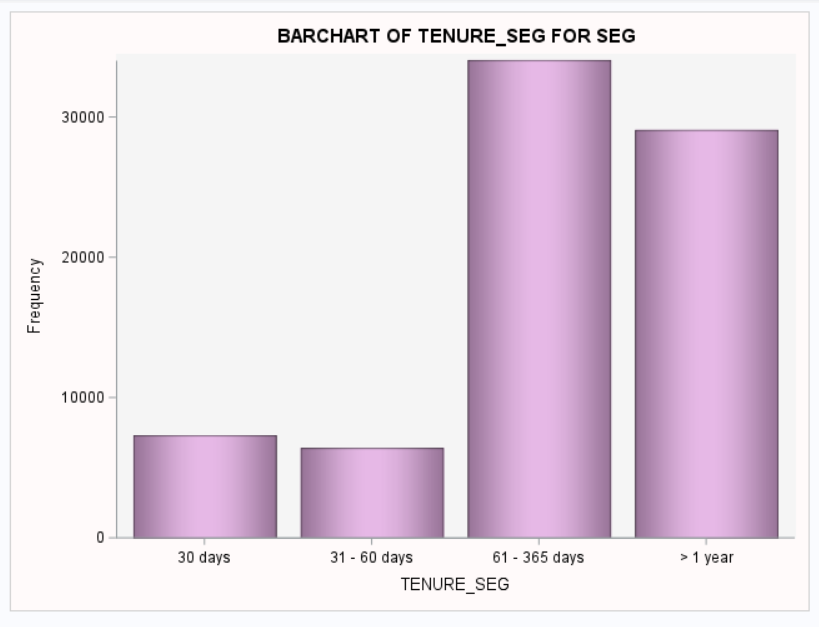 BARCHART OF TENURE_SEG FOR SEG
30000
20000
10000
0
Frequency
30 days
31 - 60 days
61 - 365 days
> 1 year
TENURE_SEG